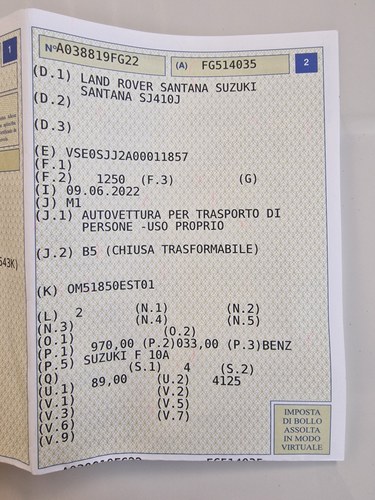 1
N°A038819FG22
(A) FG514035
2
(D.1) LAND ROVER SANTANA SUZUKI
(D.2) SANTANA SJ410J
(D.3)
(E) VSE0SJJ2A00011857
(F.1)
(F.2) 1250 (F.3) (G)
(I) 09.06.2022
(J) M1
(J.1) AUTOVETTURA PER TRASPORTO DI
PERSONE -USO PROPRIO
(J.2) B5 (CHIUSA TRASFORMABILE)
543K)
(K) OM51850EST01
(L) 2 (N.1) (N.2)
(N.3) (N.4) (N.5)
(O.1) (O.2)
(P.1) 970,00 (P.2)033,00 (P.3)BENZ
(P.5) SUZUKI F 10A
(Q) (S.1) 4 (S.2)
(U.1) 89,00 (U.2) 4125
(V.1) (V.2)
(V.3) (V.5)
(V.6) (V.7)
(V.9)
IMPOSTA
DI BOLLO
ASSOLTA
IN MODO
VIRTUALE